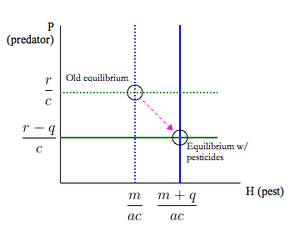 P
(predator)
Old equilibrium
r
c
r − q
c
Equilibrium w/
pesticides
H (pest)
m
ac
m + q
ac